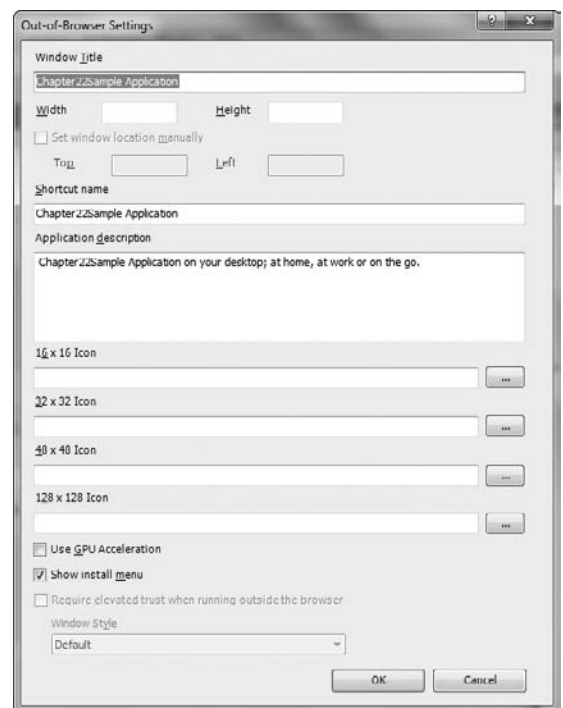 Out-of-Browser Settings
Window Title
Chapter22Sample Application
Width Height
Set window location manually
Top Left
Shortcut name
Chapter22Sample Application
Application description
Chapter22Sample Application on your desktop; at home, at work or on the go.
16 x 16 Icon
...
32 x 32 Icon
...
48 x 48 Icon
...
128 x 128 Icon
...
Use GPU Acceleration
Show install menu
Require elevated trust when running outside the browser
Window Style
Default
OK Cancel